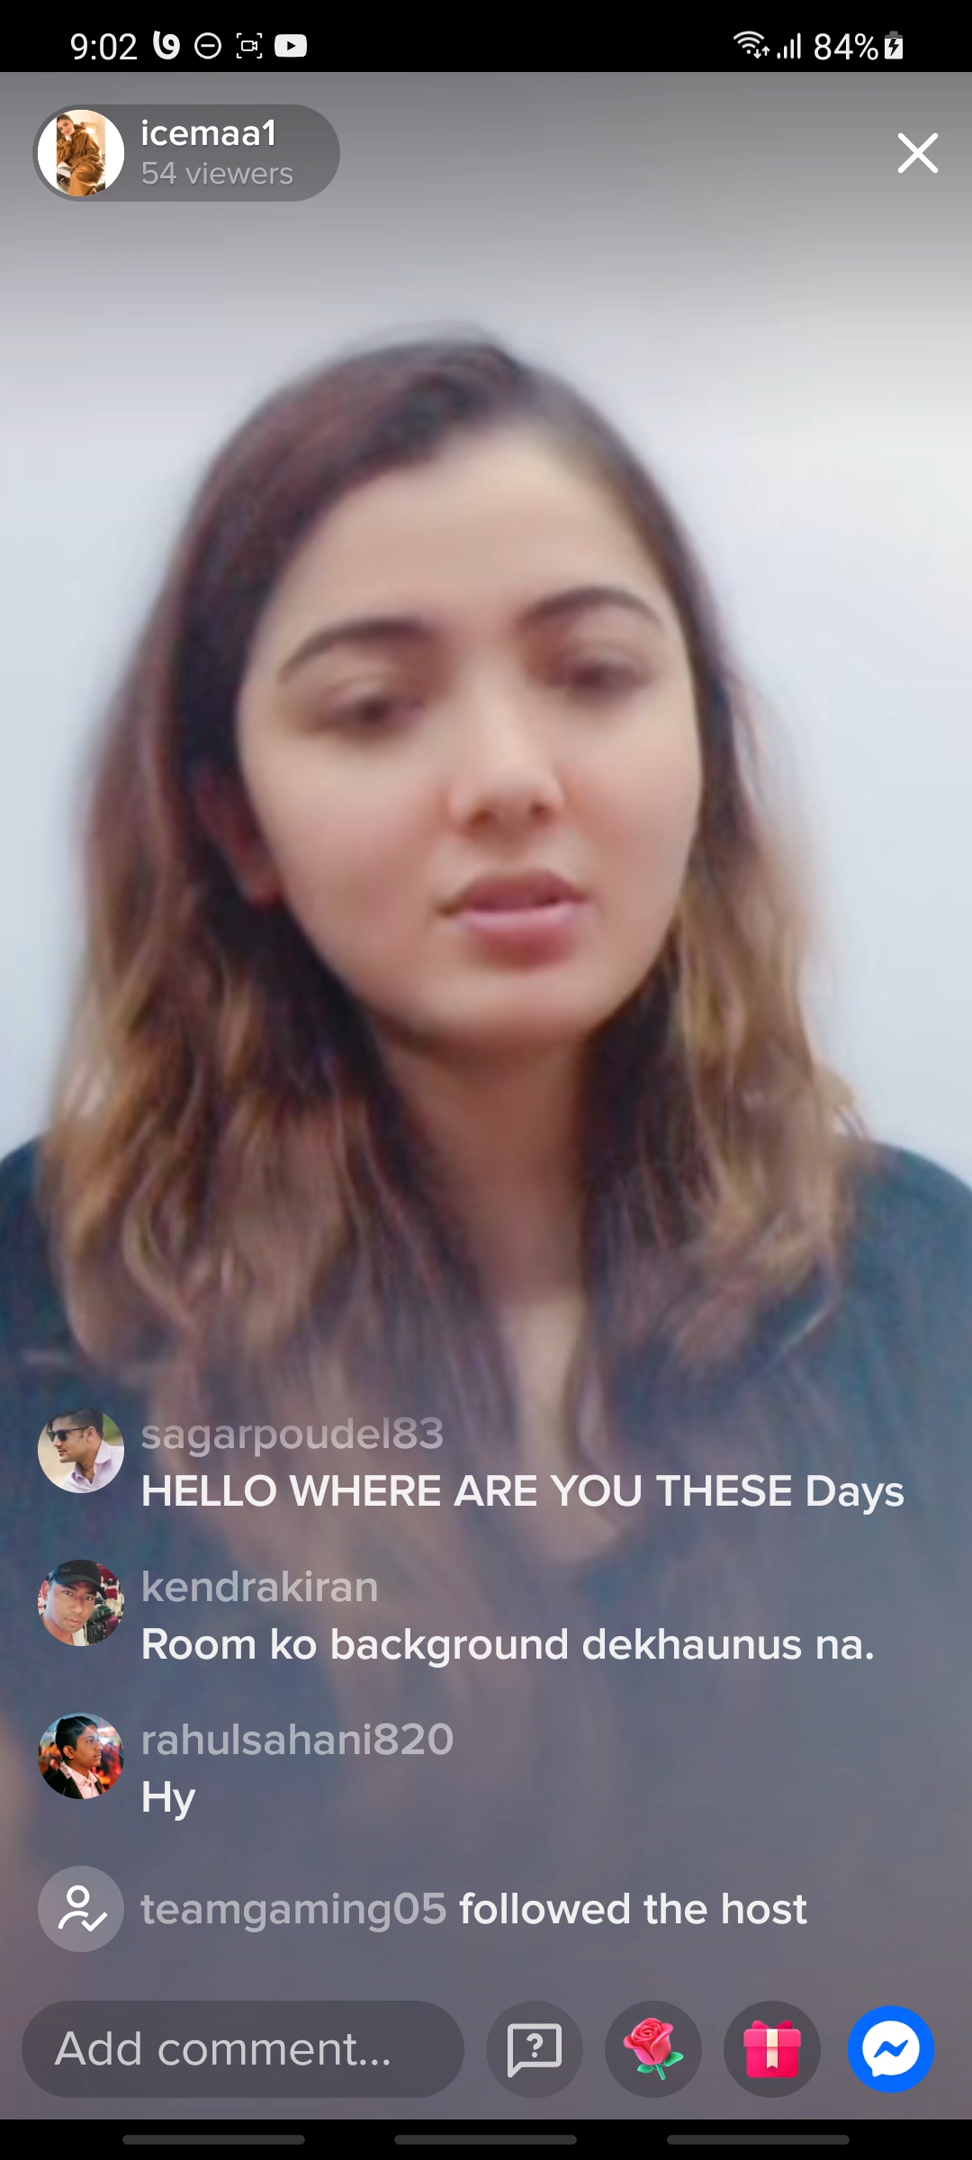 9:02
84%
icemaa1
54 viewers
sagarpoudel83
HELLO WHERE ARE YOU THESE Days
kendrakiran
Room ko background dekhaunus na.
rahulsahani820
Hy
teamgaming05 followed the host
Add comment...